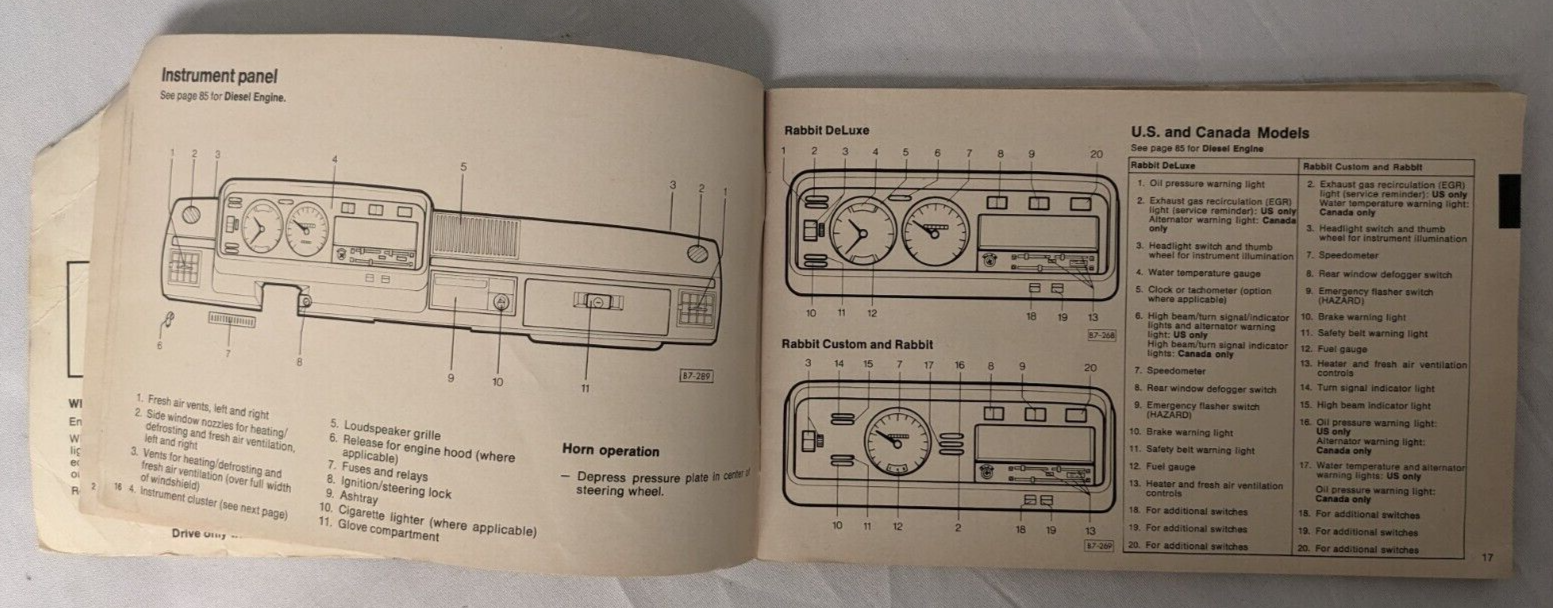 Instrument panel
See page 85 for Diesel Engine.
1 2 3 4 5 3 2 1
6 7 8 9 10 11
87-289
1. Fresh air vents, left and right
2. Side window nozzles for heating/
defrosting and fresh air ventilation,
left and right
3. Vents for heating/defrosting and
fresh air ventilation (over full width
of windshield)
4. Instrument cluster (see next page)
5. Loudspeaker grille
6. Release for engine hood (where
applicable)
7. Fuses and relays
8. Ignition/steering lock
9. Ashtray
10. Cigarette lighter (where applicable)
11. Glove compartment
Horn operation
– Depress pressure plate in center of
steering wheel.
16
2
Drive only
Rabbit DeLuxe
1 2 3 4 5 6 7 8 9 20
10 11 12 18 19 13
87-268
Rabbit Custom and Rabbit
3 14 15 7 17 16 8 9 20
10 11 12 2 18 19 13
87-269
U.S. and Canada Models
See page 85 for Diesel Engine
Rabbit DeLuxe
1. Oil pressure warning light
2. Exhaust gas recirculation (EGR)
light (service reminder): US only
Alternator warning light: Canada
only
3. Headlight switch and thumb
wheel for instrument illumination
4. Water temperature gauge
5. Clock or tachometer (option
where applicable)
6. High beam/turn signal/indicator
lights and alternator warning
light: US only
High beam/turn signal indicator
lights: Canada only
7. Speedometer
8. Rear window defogger switch
9. Emergency flasher switch
(HAZARD)
10. Brake warning light
11. Safety belt warning light
12. Fuel gauge
13. Heater and fresh air ventilation
controls
18. For additional switches
19. For additional switches
20. For additional switches
Rabbit Custom and Rabbit
2. Exhaust gas recirculation (EGR)
light (service reminder): US only
Water temperature warning light:
Canada only
3. Headlight switch and thumb
wheel for instrument illumination
7. Speedometer
8. Rear window defogger switch
9. Emergency flasher switch
(HAZARD)
10. Brake warning light
11. Safety belt warning light
12. Fuel gauge
13. Heater and fresh air ventilation
controls
14. Turn signal indicator light
15. High beam indicator light
16. Oil pressure warning light:
US only
Alternator warning light:
Canada only
17. Water temperature and alternator
warning lights: US only
Oil pressure warning light:
Canada only
18. For additional switches
19. For additional switches
20. For additional switches
17